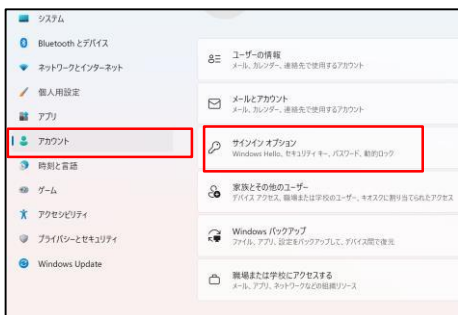 システム
Bluetooth とデバイス
ネットワークとインターネット
個人用設定
アプリ
アカウント
時刻と言語
ゲーム
アクセシビリティ
プライバシーとセキュリティ
Windows Update
ユーザーの情報
メール、カレンダー、連絡先で使用するアカウント
メールとアカウント
メール、カレンダー、連絡先で使用するアカウント
サインイン オプション
Windows Hello、セキュリティ キー、パスワード、動的ロック
家族とその他のユーザー
デバイス アクセス、職場または学校のユーザー、キオスクに割り当てられたアクセス
Windows バックアップ
ファイル、アプリ、設定をバックアップして、デバイス間で復元
職場または学校にアクセスする
メール、アプリ、ネットワークなどの組織リソース